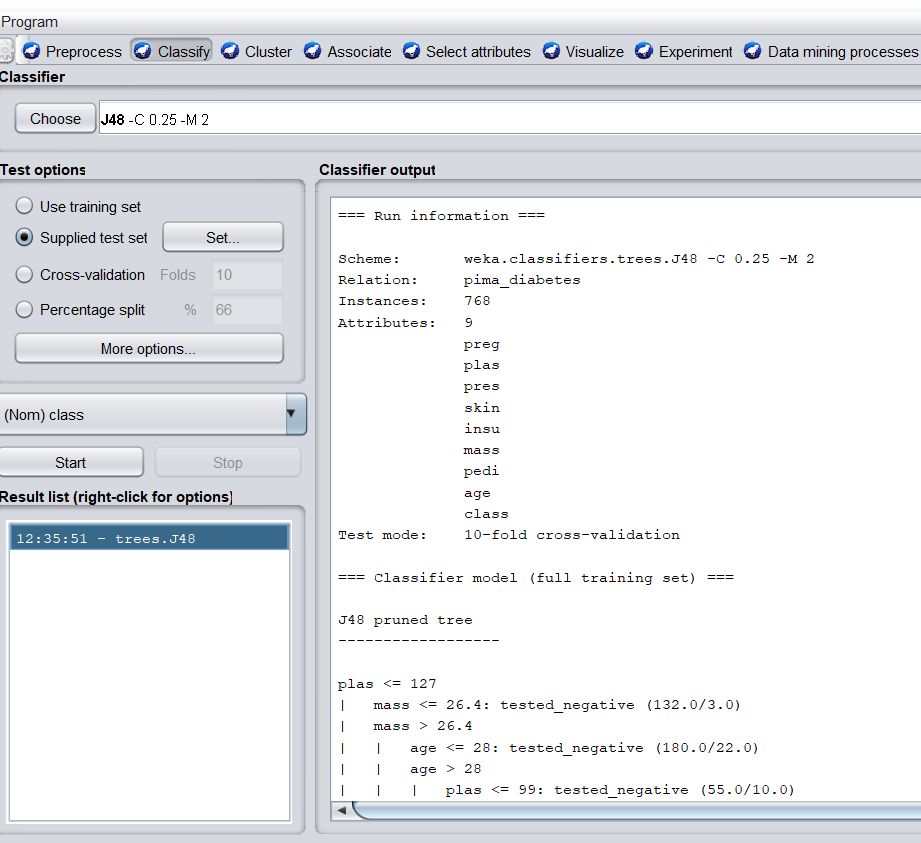 Program
Preprocess Classify Cluster Associate Select attributes Visualize Experiment Data mining processes
Classifier
Choose J48 -C 0.25 -M 2
Test options
Use training set
Supplied test set Set...
Cross-validation Folds 10
Percentage split % 66
More options...
(Nom) class
Start Stop
Result list (right-click for options)
12:35:51 - trees.J48
Classifier output
=== Run information ===
Scheme: weka.classifiers.trees.J48 -C 0.25 -M 2
Relation: pima_diabetes
Instances: 768
Attributes: 9
preg
plas
pres
skin
insu
mass
pedi
age
class
Test mode: 10-fold cross-validation
=== Classifier model (full training set) ===
J48 pruned tree
------------------
plas <= 127
| mass <= 26.4: tested_negative (132.0/3.0)
| mass > 26.4
| | age <= 28: tested_negative (180.0/22.0)
| | age > 28
| | | plas <= 99: tested_negative (55.0/10.0)